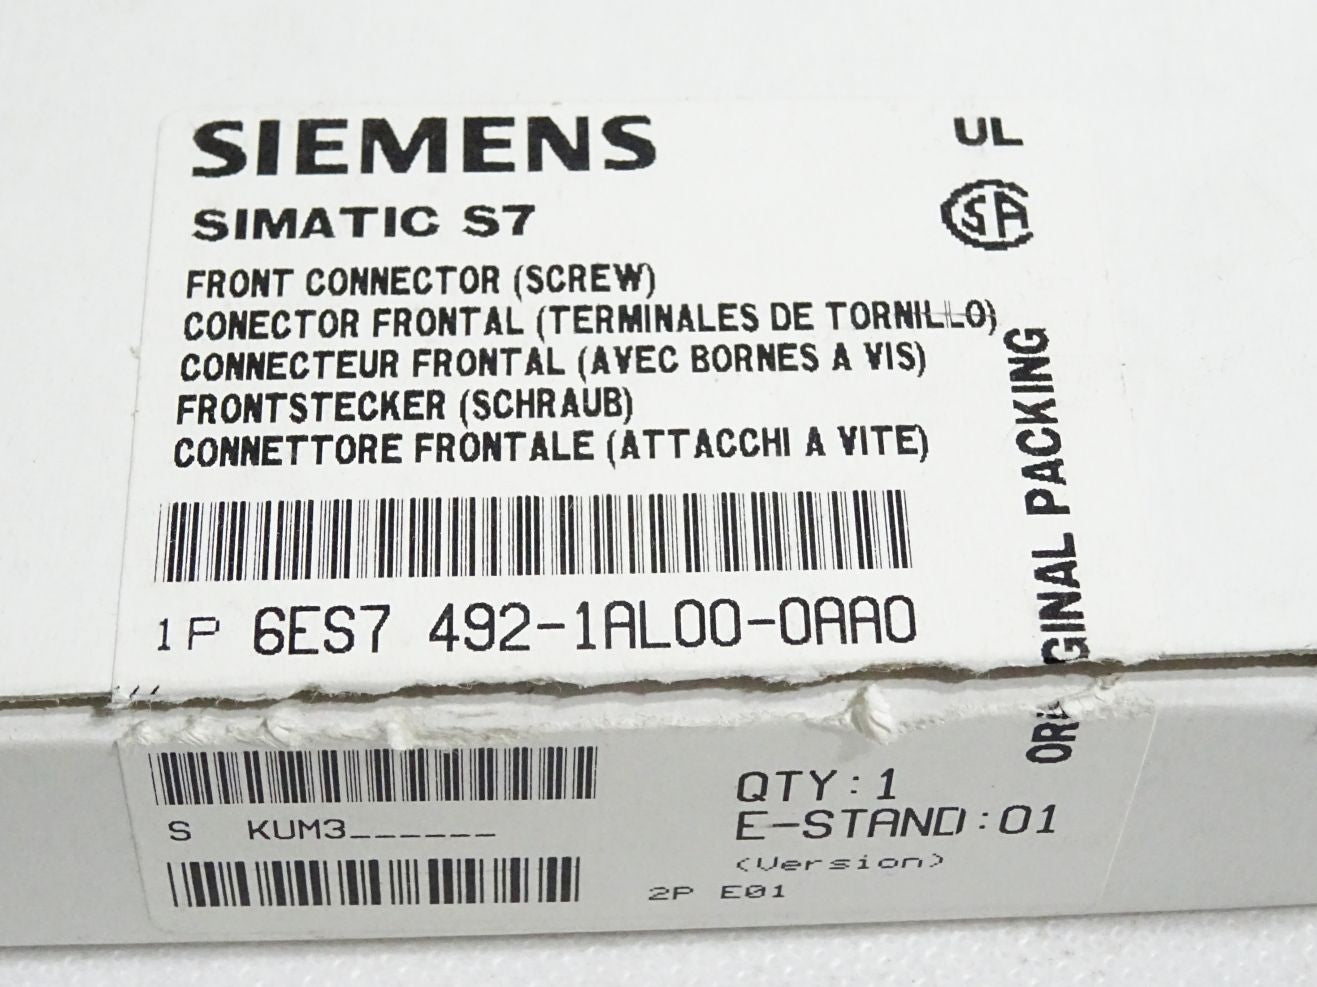 SIEMENS
UL
SIMATIC S7
CSA
FRONT CONNECTOR (SCREW)
CONECTOR FRONTAL (TERMINALES DE TORNILLO)
CONNECTEUR FRONTAL (AVEC BORNES A VIS)
FRONTSTECKER (SCHRAUB)
CONNETTORE FRONTALE (ATTACCHI A VITE)
ORIGINAL PACKING
1P 6ES7 492-1AL00-0AA0
S KUM3______
QTY:1
E-STAND:01
(Version)
2P E01